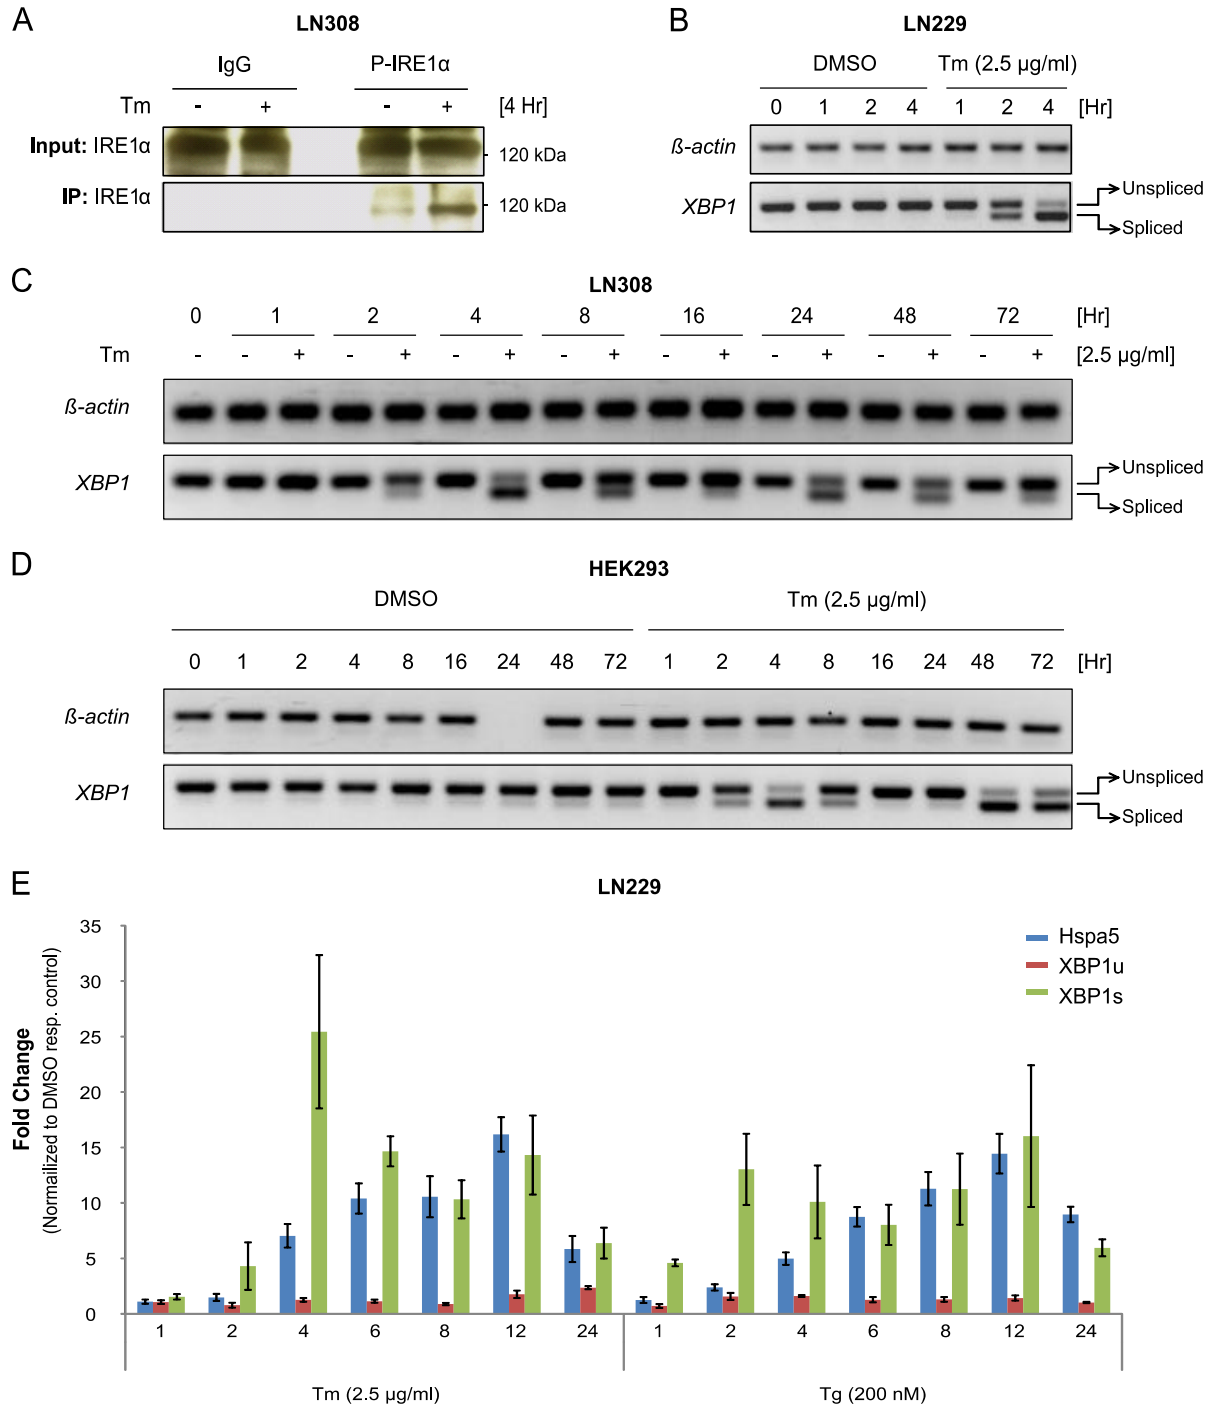 A
LN308
IgG P-IRE1α
Tm - + - + [4 Hr]
Input: IRE1α
120 kDa
IP: IRE1α
120 kDa
B
LN229
DMSO Tm (2.5 µg/ml)
0 1 2 4 1 2 4 [Hr]
ß-actin
XBP1
Unspliced
Spliced
C
LN308
0 1 2 4 8 16 24 48 72 [Hr]
Tm - - + - + - + - + - + - + - + - + [2.5 µg/ml]
ß-actin
XBP1
Unspliced
Spliced
D
HEK293
DMSO Tm (2.5 µg/ml)
0 1 2 4 8 16 24 48 72 1 2 4 8 16 24 48 72 [Hr]
ß-actin
XBP1
Unspliced
Spliced
E
LN229
Fold Change
(Normailized to DMSO resp. control)
35
30
25
20
15
10
5
0
Hspa5
XBP1u
XBP1s
1 2 4 6 8 12 24 1 2 4 6 8 12 24
Tm (2.5 µg/ml) Tg (200 nM)